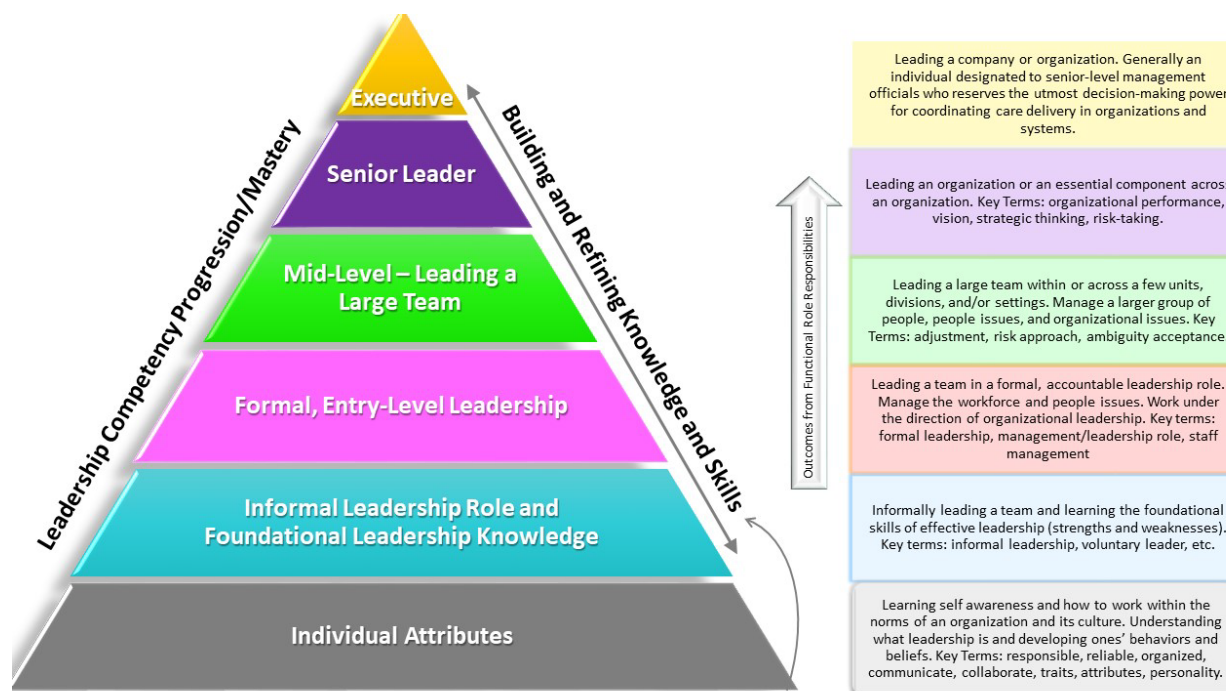 Executive
Senior Leader
Mid-Level – Leading a
Large Team
Formal, Entry-Level Leadership
Informal Leadership Role and
Foundational Leadership Knowledge
Individual Attributes
Leadership Competency Progression/Mastery
Building and Refining Knowledge and Skills
Outcomes from Functional Role Responsibilities
Leading a company or organization. Generally an
individual designated to senior-level management
officials who reserves the utmost decision-making power
for coordinating care delivery in organizations and
systems.
Leading an organization or an essential component across
an organization. Key Terms: organizational performance,
vision, strategic thinking, risk-taking.
Leading a large team within or across a few units,
divisions, and/or settings. Manage a larger group of
people, people issues, and organizational issues. Key
Terms: adjustment, risk approach, ambiguity acceptance.
Leading a team in a formal, accountable leadership role.
Manage the workforce and people issues. Work under
the direction of organizational leadership. Key terms:
formal leadership, management/leadership role, staff
management
Informally leading a team and learning the foundational
skills of effective leadership (strengths and weaknesses).
Key terms: informal leadership, voluntary leader, etc.
Learning self awareness and how to work within the
norms of an organization and its culture. Understanding
what leadership is and developing ones’ behaviors and
beliefs. Key Terms: responsible, reliable, organized,
communicate, collaborate, traits, attributes, personality.